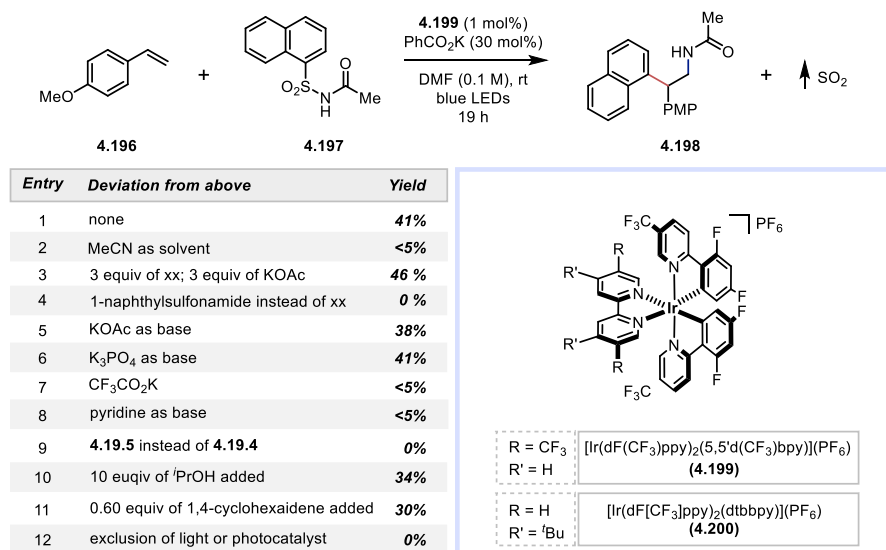 4.199 (1 mol%)
PhCO2K (30 mol%)
DMF (0.1 M), rt
blue LEDs
19 h
MeO
+
O2S
N
H
O
Me
Me
HN
O
PMP
+
SO2
4.196
4.197
4.198
Entry Deviation from above Yield
1 none 41%
2 MeCN as solvent <5%
3 3 equiv of xx; 3 equiv of KOAc 46 %
4 1-naphthylsulfonamide instead of xx 0 %
5 KOAc as base 38%
6 K3PO4 as base 41%
7 CF3CO2K <5%
8 pyridine as base <5%
9 4.19.5 instead of 4.19.4 0%
10 10 euqiv of iPrOH added 34%
11 0.60 equiv of 1,4-cyclohexaidene added 30%
12 exclusion of light or photocatalyst 0%
F3C
PF6
F
R
R'
N
N
F
Ir
F
N
N
R'
R
F
F3C
R = CF3
R' = H
[Ir(dF(CF3)ppy)2(5,5'd(CF3)bpy)](PF6)
(4.199)
R = H
R' = tBu
[Ir(dF[CF3]ppy)2(dtbbpy)](PF6)
(4.200)